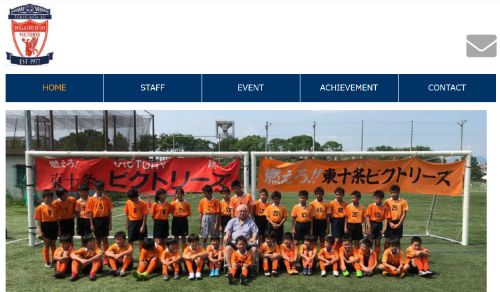 HIGASHIJUJO
VICTORIES
EST 1977
HOME
STAFF
EVENT
ACHIEVEMENT
CONTACT
燃えろ!! VICTORY
東十条 ビクトリーズ
燃えろ!! 東十条ビクトリーズ